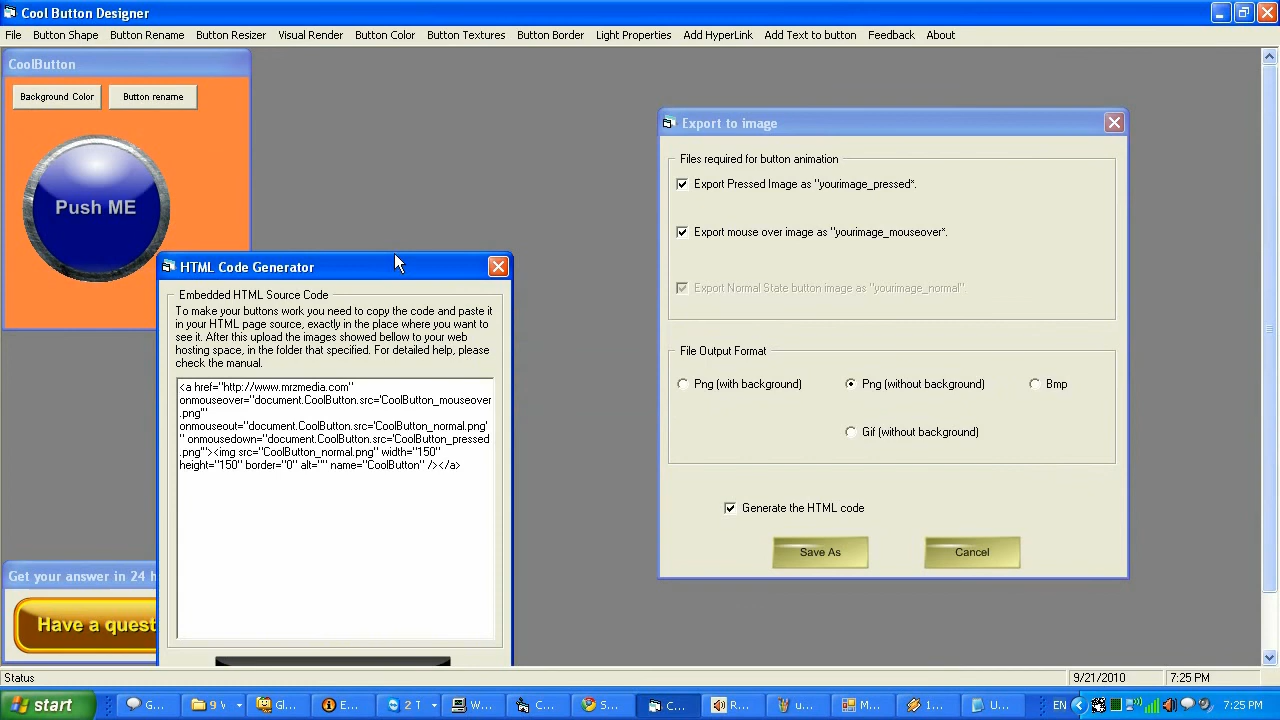 Cool Button Designer
File Button Shape Button Rename Button Resizer Visual Render Button Color Button Textures Button Border Light Properties Add HyperLink Add Text to button Feedback About
CoolButton
Background Color Button rename
Push ME
HTML Code Generator
Embedded HTML Source Code
To make your buttons work you need to copy the code and paste it
in your HTML page source, exactly in the place where you want to
see it. After this upload the images showed bellow to your web
hosting space, in the folder that specified. For detailed help, please
check the manual.
<a href="http://www.mrzmedia.com"
onmouseover="document.CoolButton.src='CoolButton_mouseover
.png'"
onmouseout="document.CoolButton.src='CoolButton_normal.png'
" onmousedown="document.CoolButton.src='CoolButton_pressed
.png'"><img src="CoolButton_normal.png" width="150"
height="150" border="0" alt="" name="CoolButton" /></a>
Get your answer in 24 h
Have a quest
Export to image
Files required for button animation
Export Pressed Image as "yourimage_pressed".
Export mouse over image as "yourimage_mouseover".
Export Normal State button image as "yourimage_normal"
File Output Format
Png (with background) Png (without background) Bmp
Gif (without background)
Generate the HTML code
Save As Cancel
Status 9/21/2010 7:25 PM
start G... 9 Gl... E... 2 T W... C... S... C... R... u... M... 1... U... EN 7:25 PM